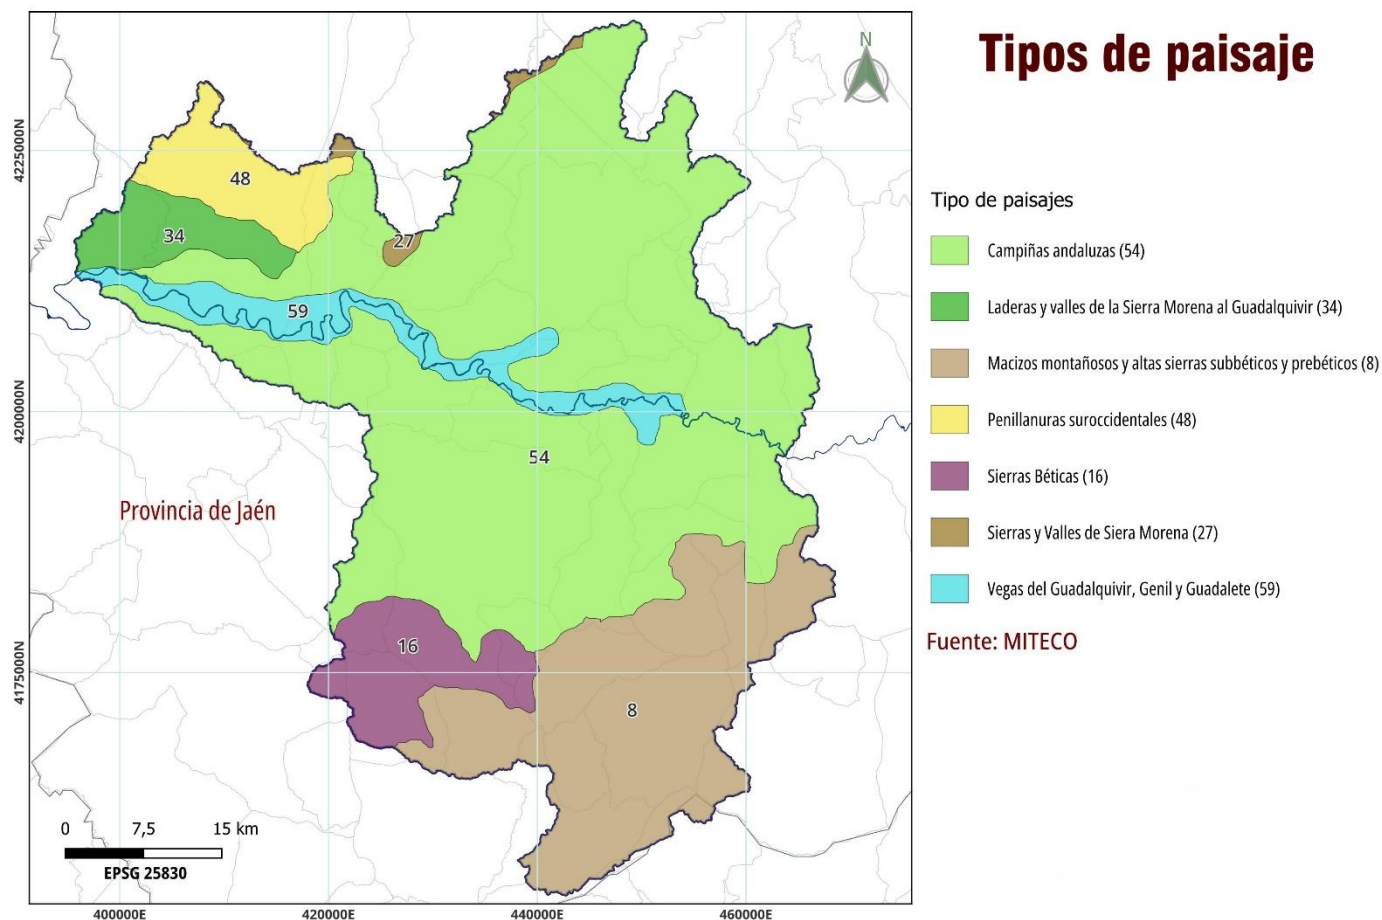 Tipos de paisaje
N
4225000N
4200000N
4175000N
48
34
27
59
54
16
8
Provincia de Jaén
0 7,5 15 km
EPSG 25830
400000E 420000E 440000E 460000E
Tipo de paisajes
Campiñas andaluzas (54)
Laderas y valles de la Sierra Morena al Guadalquivir (34)
Macizos montañosos y altas sierras subbéticos y prebéticos (8)
Penillanuras suroccidentales (48)
Sierras Béticas (16)
Sierras y Valles de Siera Morena (27)
Vegas del Guadalquivir, Genil y Guadalete (59)
Fuente: MITECO